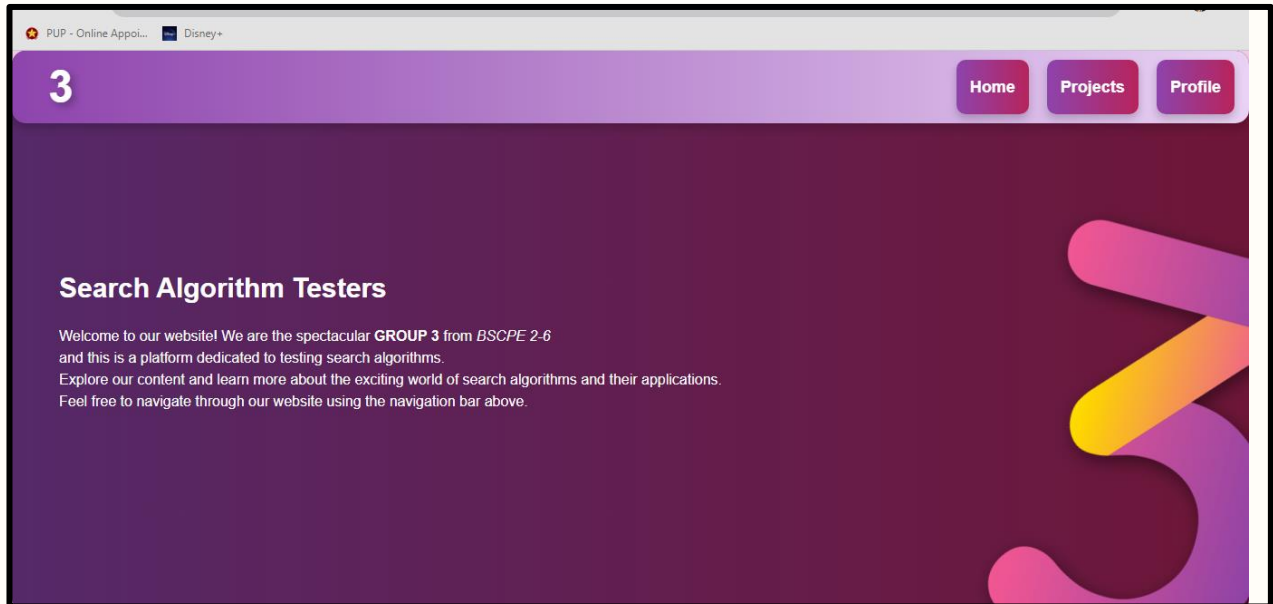 PUP - Online Appoi... Disney+
3 Home Projects Profile
Search Algorithm Testers
Welcome to our website! We are the spectacular GROUP 3 from BSCPE 2-6
and this is a platform dedicated to testing search algorithms.
Explore our content and learn more about the exciting world of search algorithms and their applications.
Feel free to navigate through our website using the navigation bar above.
3